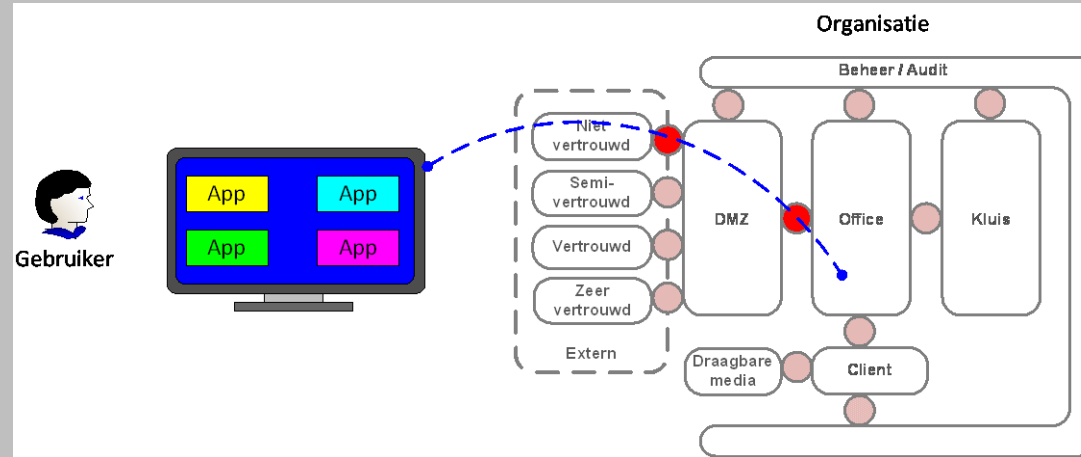 Organisatie
Beheer / Audit
Niet
vertrouwd
Semi-
vertrouwd
Vertrouwd
Zeer
vertrouwd
Extern
DMZ
Office
Kluis
Draagbare
media
Client
App
App
App
App
Gebruiker